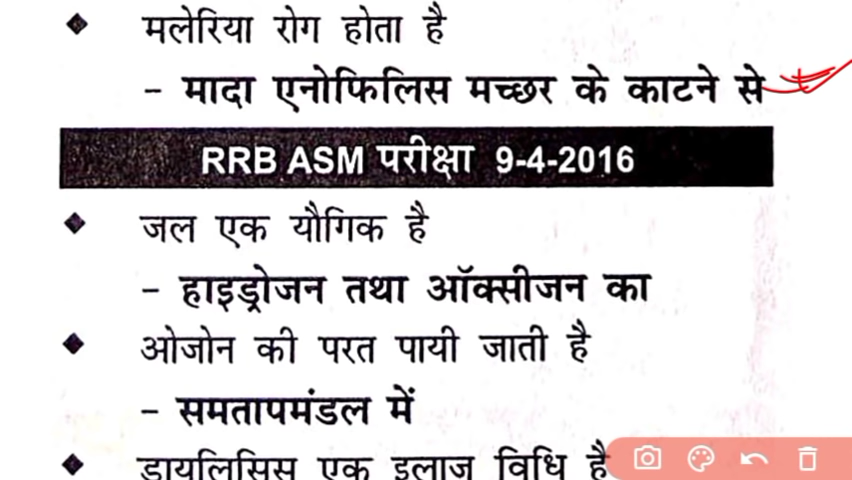 ◆ मलेरिया रोग होता है
– मादा एनोफिलिस मच्छर के काटने से
RRB ASM परीक्षा 9-4-2016
◆ जल एक यौगिक है
– हाइड्रोजन तथा ऑक्सीजन का
◆ ओजोन की परत पायी जाती है
– समतापमंडल में
◆ डायलिसिस एक इलाज विधि है